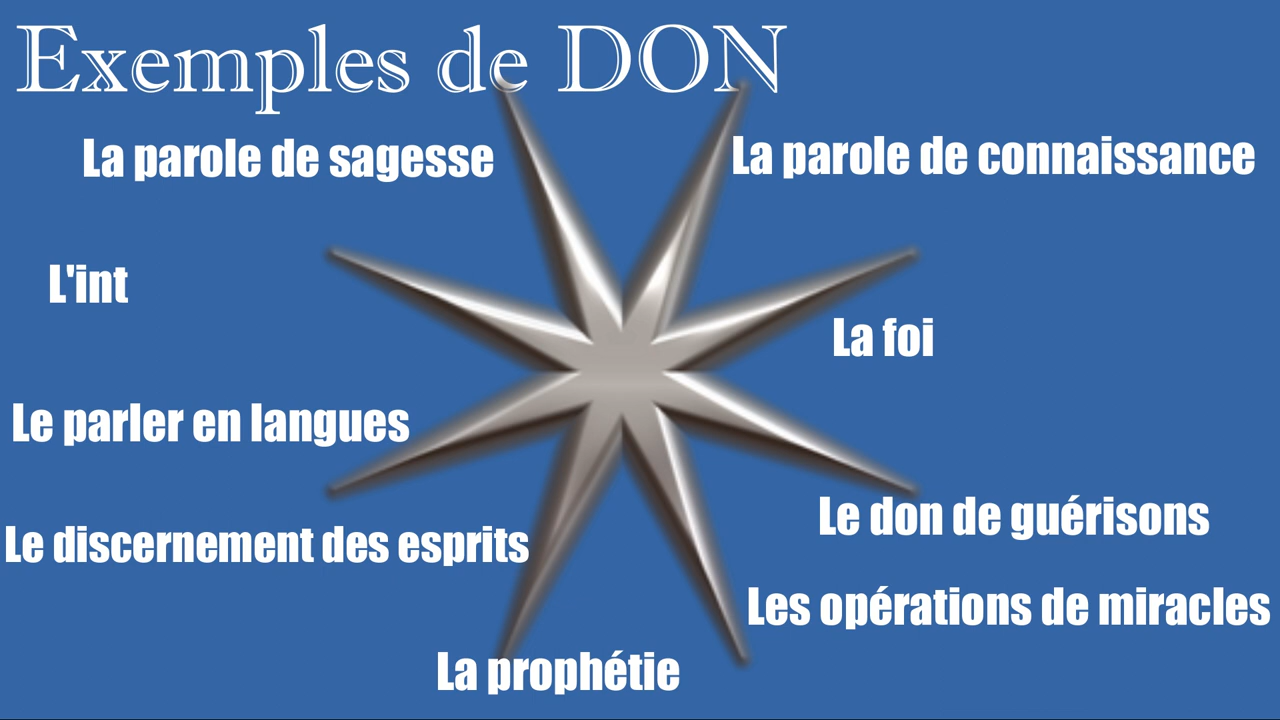 Exemples de DON
La parole de sagesse
La parole de connaissance
L'int
La foi
Le parler en langues
Le don de guérisons
Le discernement des esprits
Les opérations de miracles
La prophétie